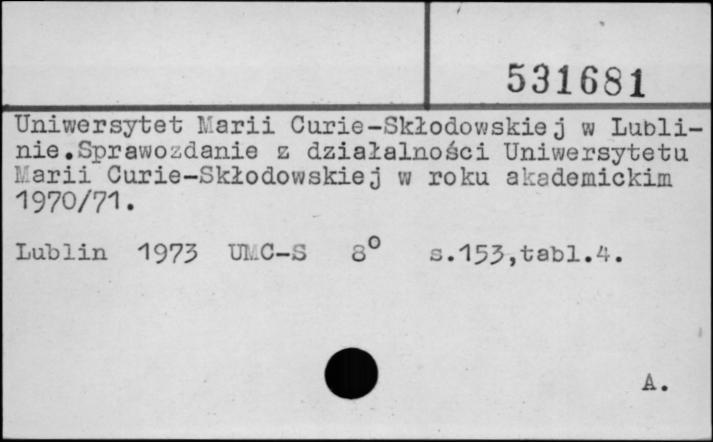 531681
Uniwersytet Marii Curie-Skłodowskiej w Lubli-
nie.Sprawozdanie z działalności Uniwersytetu
Marii Curie-Skłodowskiej w roku akademickim
1970/71.
Lublin 1973 UMC-S 8° s.153,tabl.4.
A.